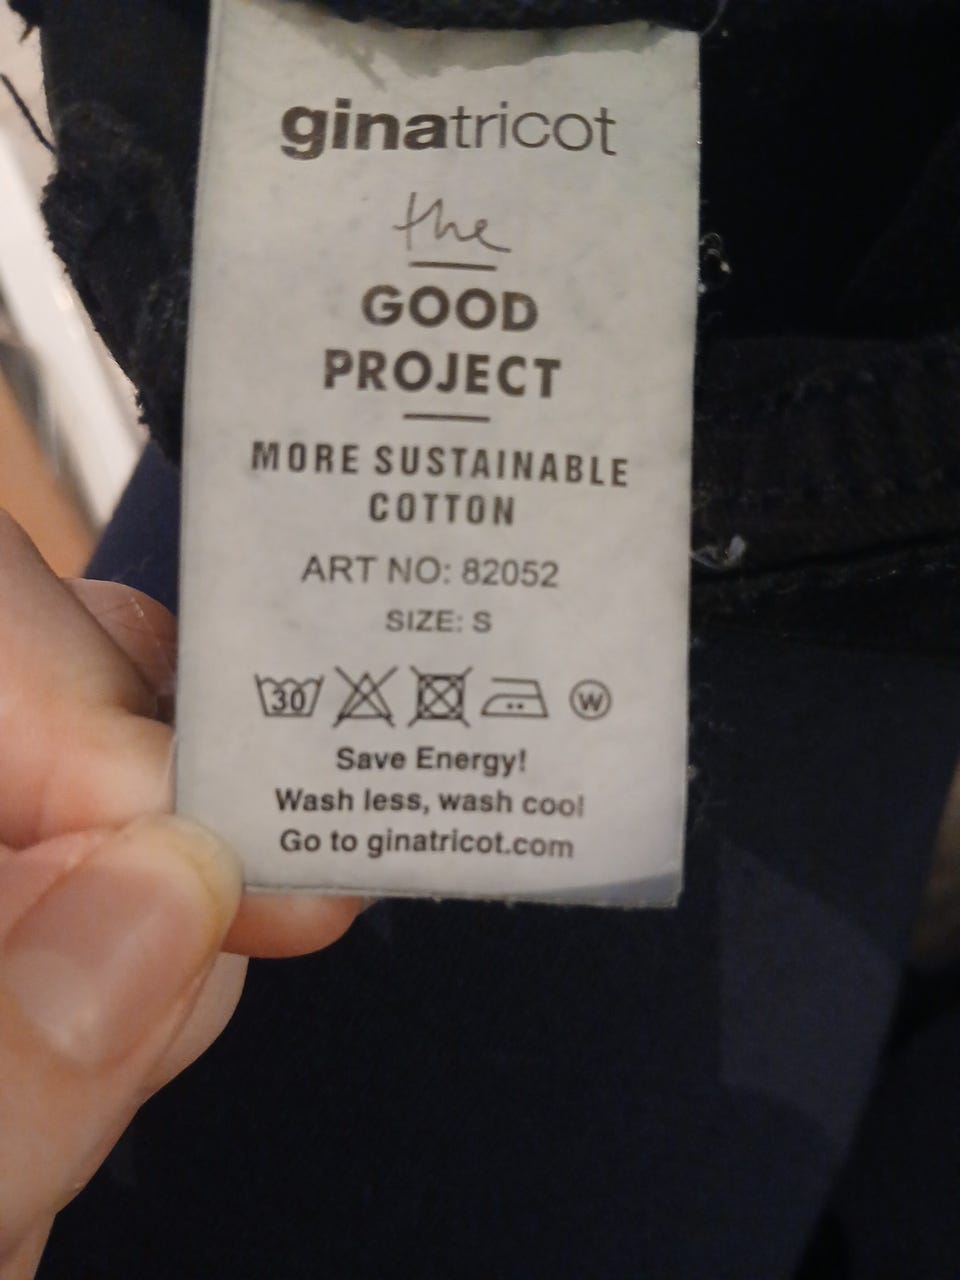 ginatricot
the
GOOD
PROJECT
MORE SUSTAINABLE
COTTON
ART NO: 82052
SIZE: S
30 W
Save Energy!
Wash less, wash cool
Go to ginatricot.com